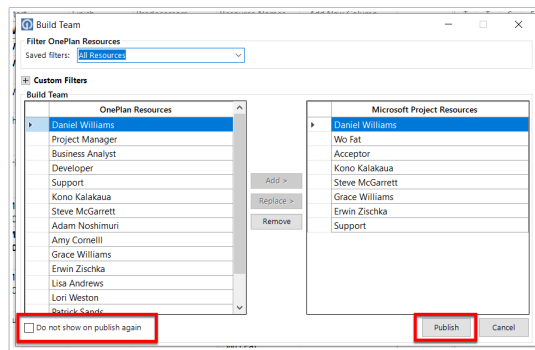 Add New Column
Build Team
Filter OnePlan Resources
Saved filters: All Resources
Custom Filters
Build Team
OnePlan Resources
Daniel Williams
Project Manager
Business Analyst
Developer
Support
Kono Kalakaua
Steve McGarrett
Adam Noshimuri
Amy Cornelll
Grace Williams
Erwin Zischka
Lisa Andrews
Lori Weston
Patrick Sands
Add >
Replace >
Remove
Microsoft Project Resources
Daniel Williams
Wo Fat
Acceptor
Kono Kalakaua
Steve McGarrett
Grace Williams
Erwin Zischka
Support
Do not show on publish again
Publish
Cancel